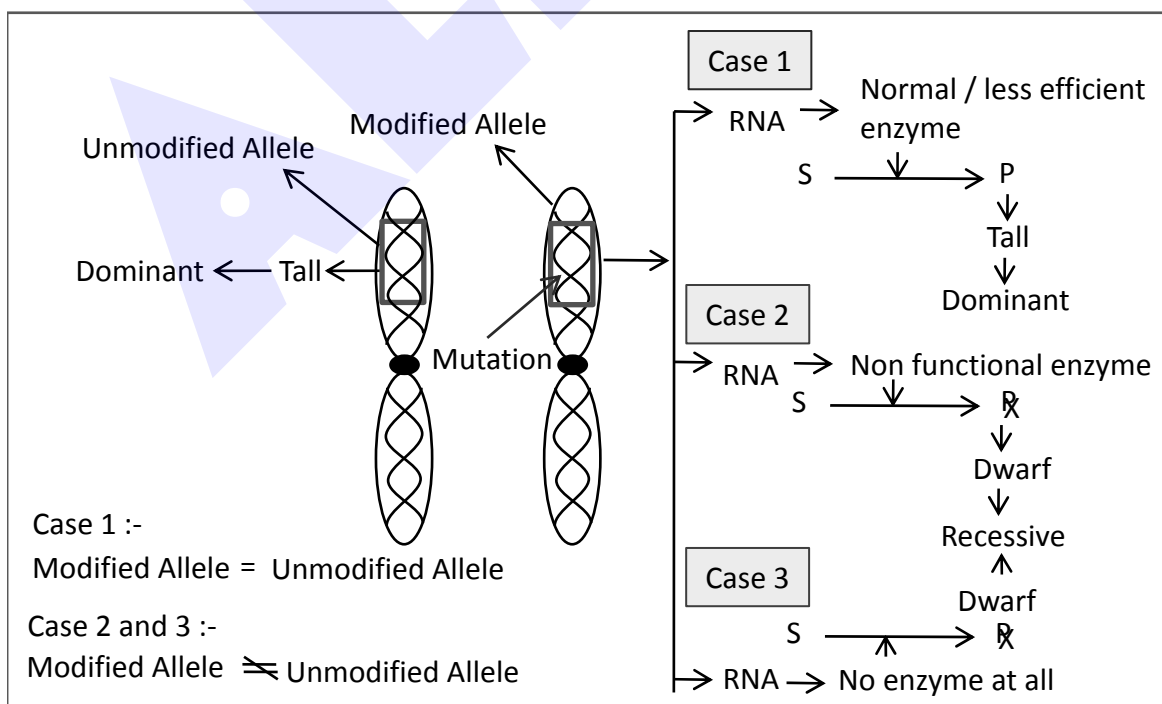 Case 1
Modified Allele
Unmodified Allele
RNA
Normal / less efficient
enzyme
S
P
Tall
Dominant
Dominant
Tall
Mutation
Case 2
RNA
Non functional enzyme
S
P
X
Dwarf
Recessive
Case 3
Dwarf
S
P
X
RNA
No enzyme at all
Case 1 :-
Modified Allele = Unmodified Allele
Case 2 and 3 :-
Modified Allele ≠ Unmodified Allele